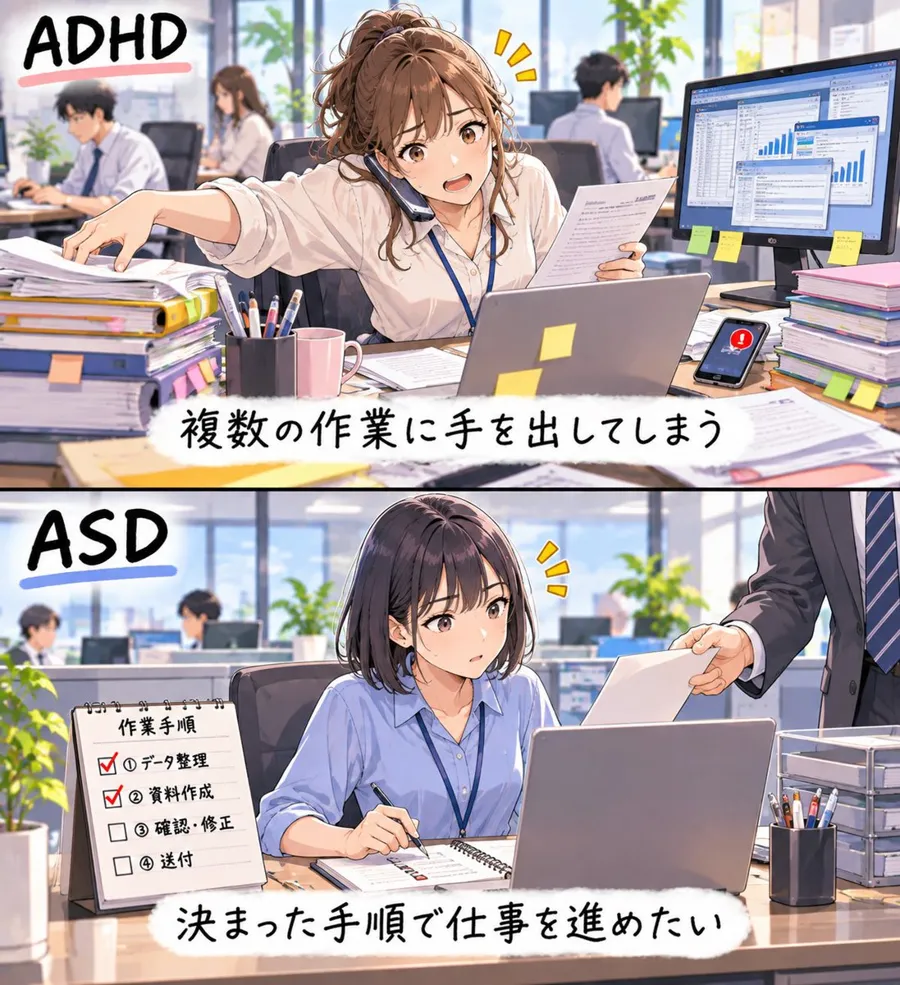 ADHD
複数の作業に手を出してしまう
ASD
作業手順
①データ整理
②資料作成
③確認・修正
④送付
決まった手順で仕事を進めたい